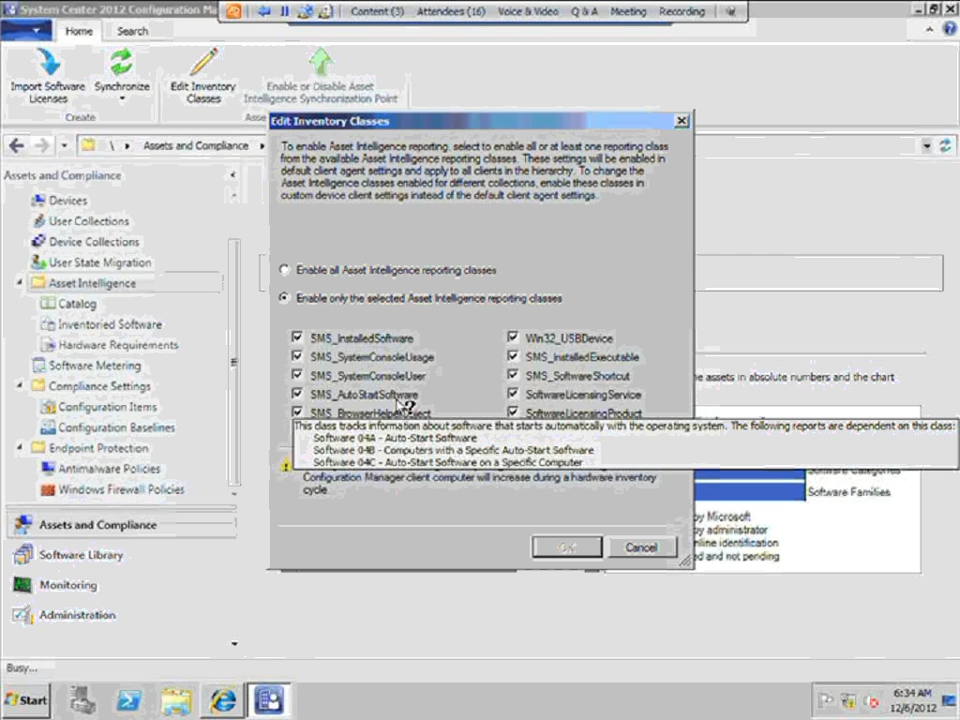 System Center 2012 Configuration Ma
Content (3) Attendees (16) Voice & Video Q & A Meeting Recording
Home Search
Import Software Licenses
Synchronize
Edit Inventory Classes
Enable or Disable Asset Intelligence Synchronization Point
Create
Asse
\ Assets and Compliance
Assets and Compliance
Devices
User Collections
Device Collections
User State Migration
Asset Intelligence
Catalog
Inventoried Software
Hardware Requirements
Software Metering
Compliance Settings
Configuration Items
Configuration Baselines
Endpoint Protection
Antimalware Policies
Windows Firewall Policies
Assets and Compliance
Software Library
Monitoring
Administration
Edit Inventory Classes
To enable Asset Intelligence reporting, select to enable all or at least one reporting class
from the available Asset Intelligence reporting classes. These settings will be enabled in
default client agent settings and apply to all clients in the hierarchy. To change the
Asset Intelligence classes enabled for different collections, enable these classes in
custom device client settings instead of the default client agent settings.
Enable all Asset Intelligence reporting classes
Enable only the selected Asset Intelligence reporting classes
SMS_InstalledSoftware Win32_USBDevice
SMS_SystemConsoleUsage SMS_InstalledExecutable
SMS_SystemConsoleUser SMS_SoftwareShortcut
SMS_AutoStartSoftware SoftwareLicensingService
SMS_BrowserHelperObject SoftwareLicensingProduct
This class tracks information about software that starts automatically with the operating system. The following reports are dependent on this class:
Software 04A - Auto-Start Software
Software 04B - Computers with a Specific Auto-Start Software
Software 04C - Auto-Start Software on a Specific Computer
Configuration Manager client computer will increase during a hardware inventory
cycle.
OK Cancel
he assets in absolute numbers and the chart
Software Categories
Software Families
by Microsoft
by administrator
nline identification
ed and not pending
Busy...
Start
6:34 AM
12/6/2012